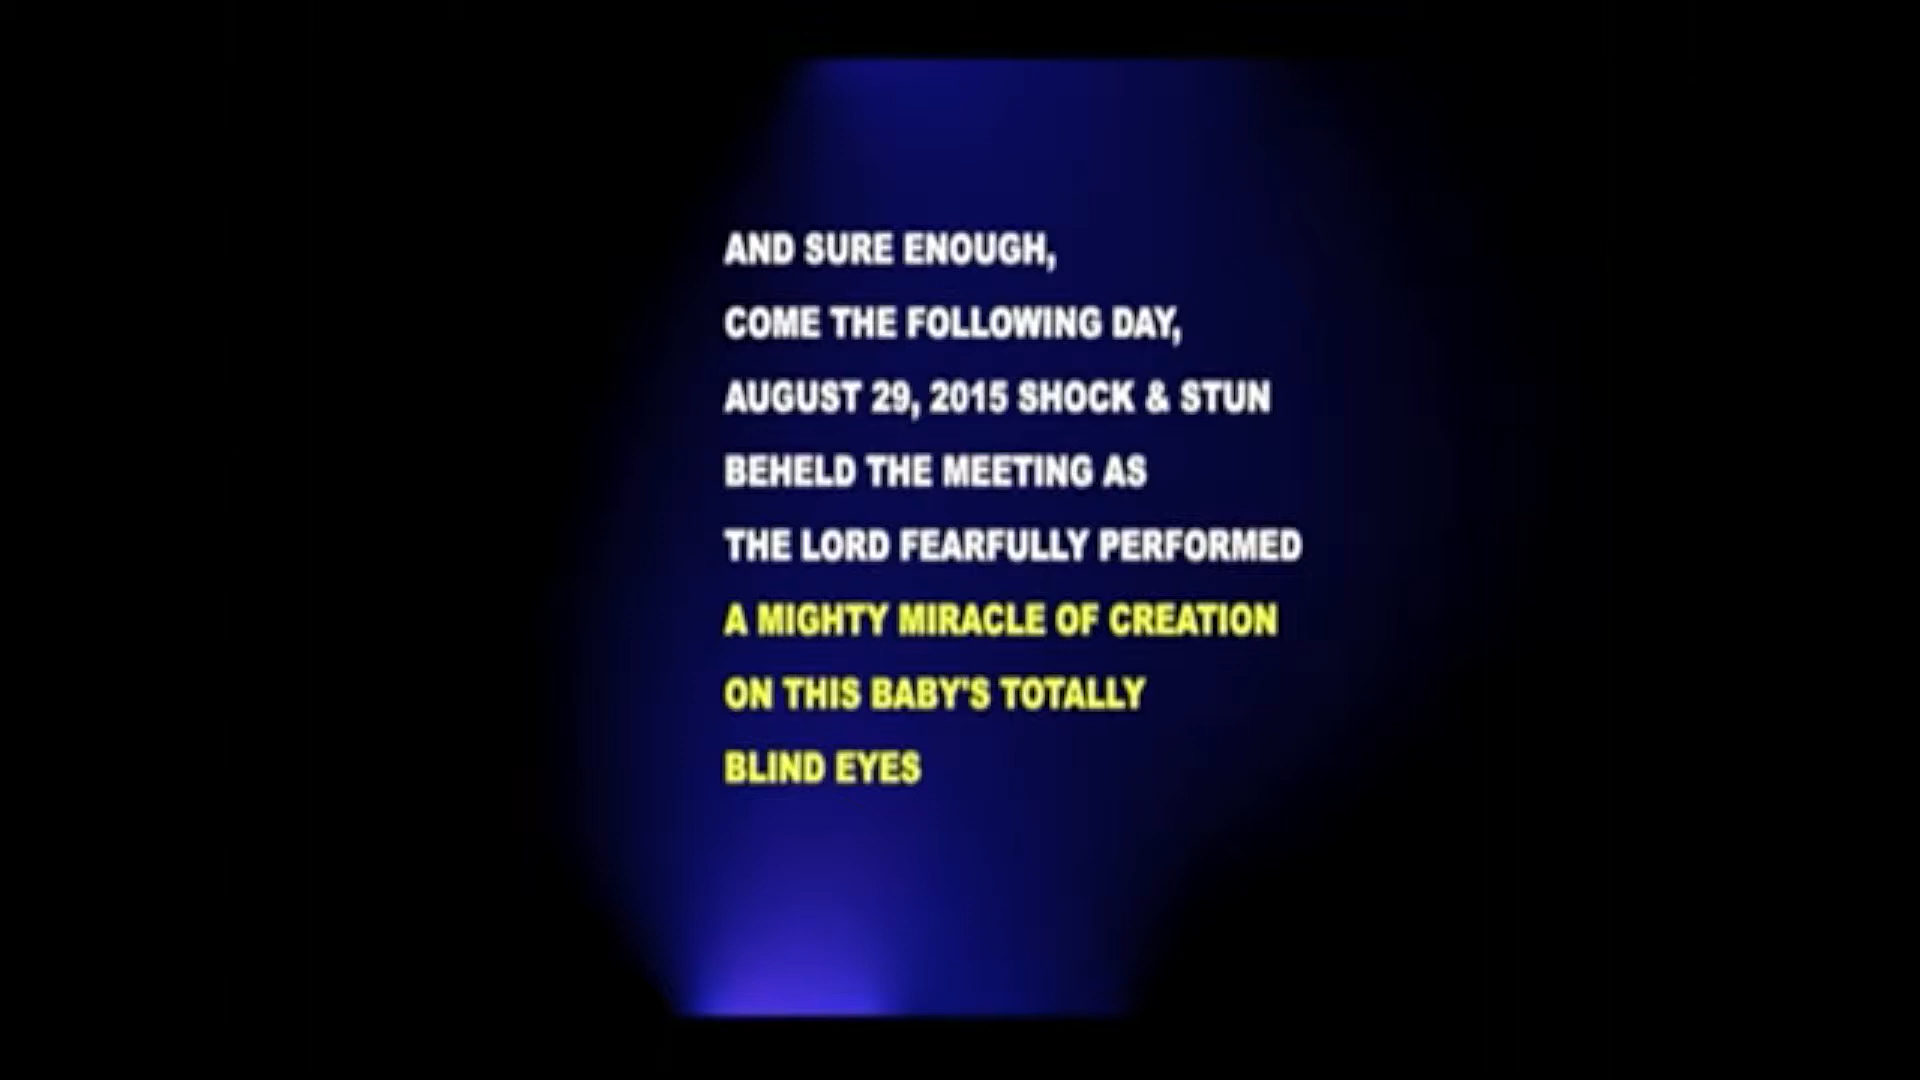 AND SURE ENOUGH,
COME THE FOLLOWING DAY,
AUGUST 29, 2015 SHOCK & STUN
BEHELD THE MEETING AS
THE LORD FEARFULLY PERFORMED
A MIGHTY MIRACLE OF CREATION
ON THIS BABY'S TOTALLY
BLIND EYES